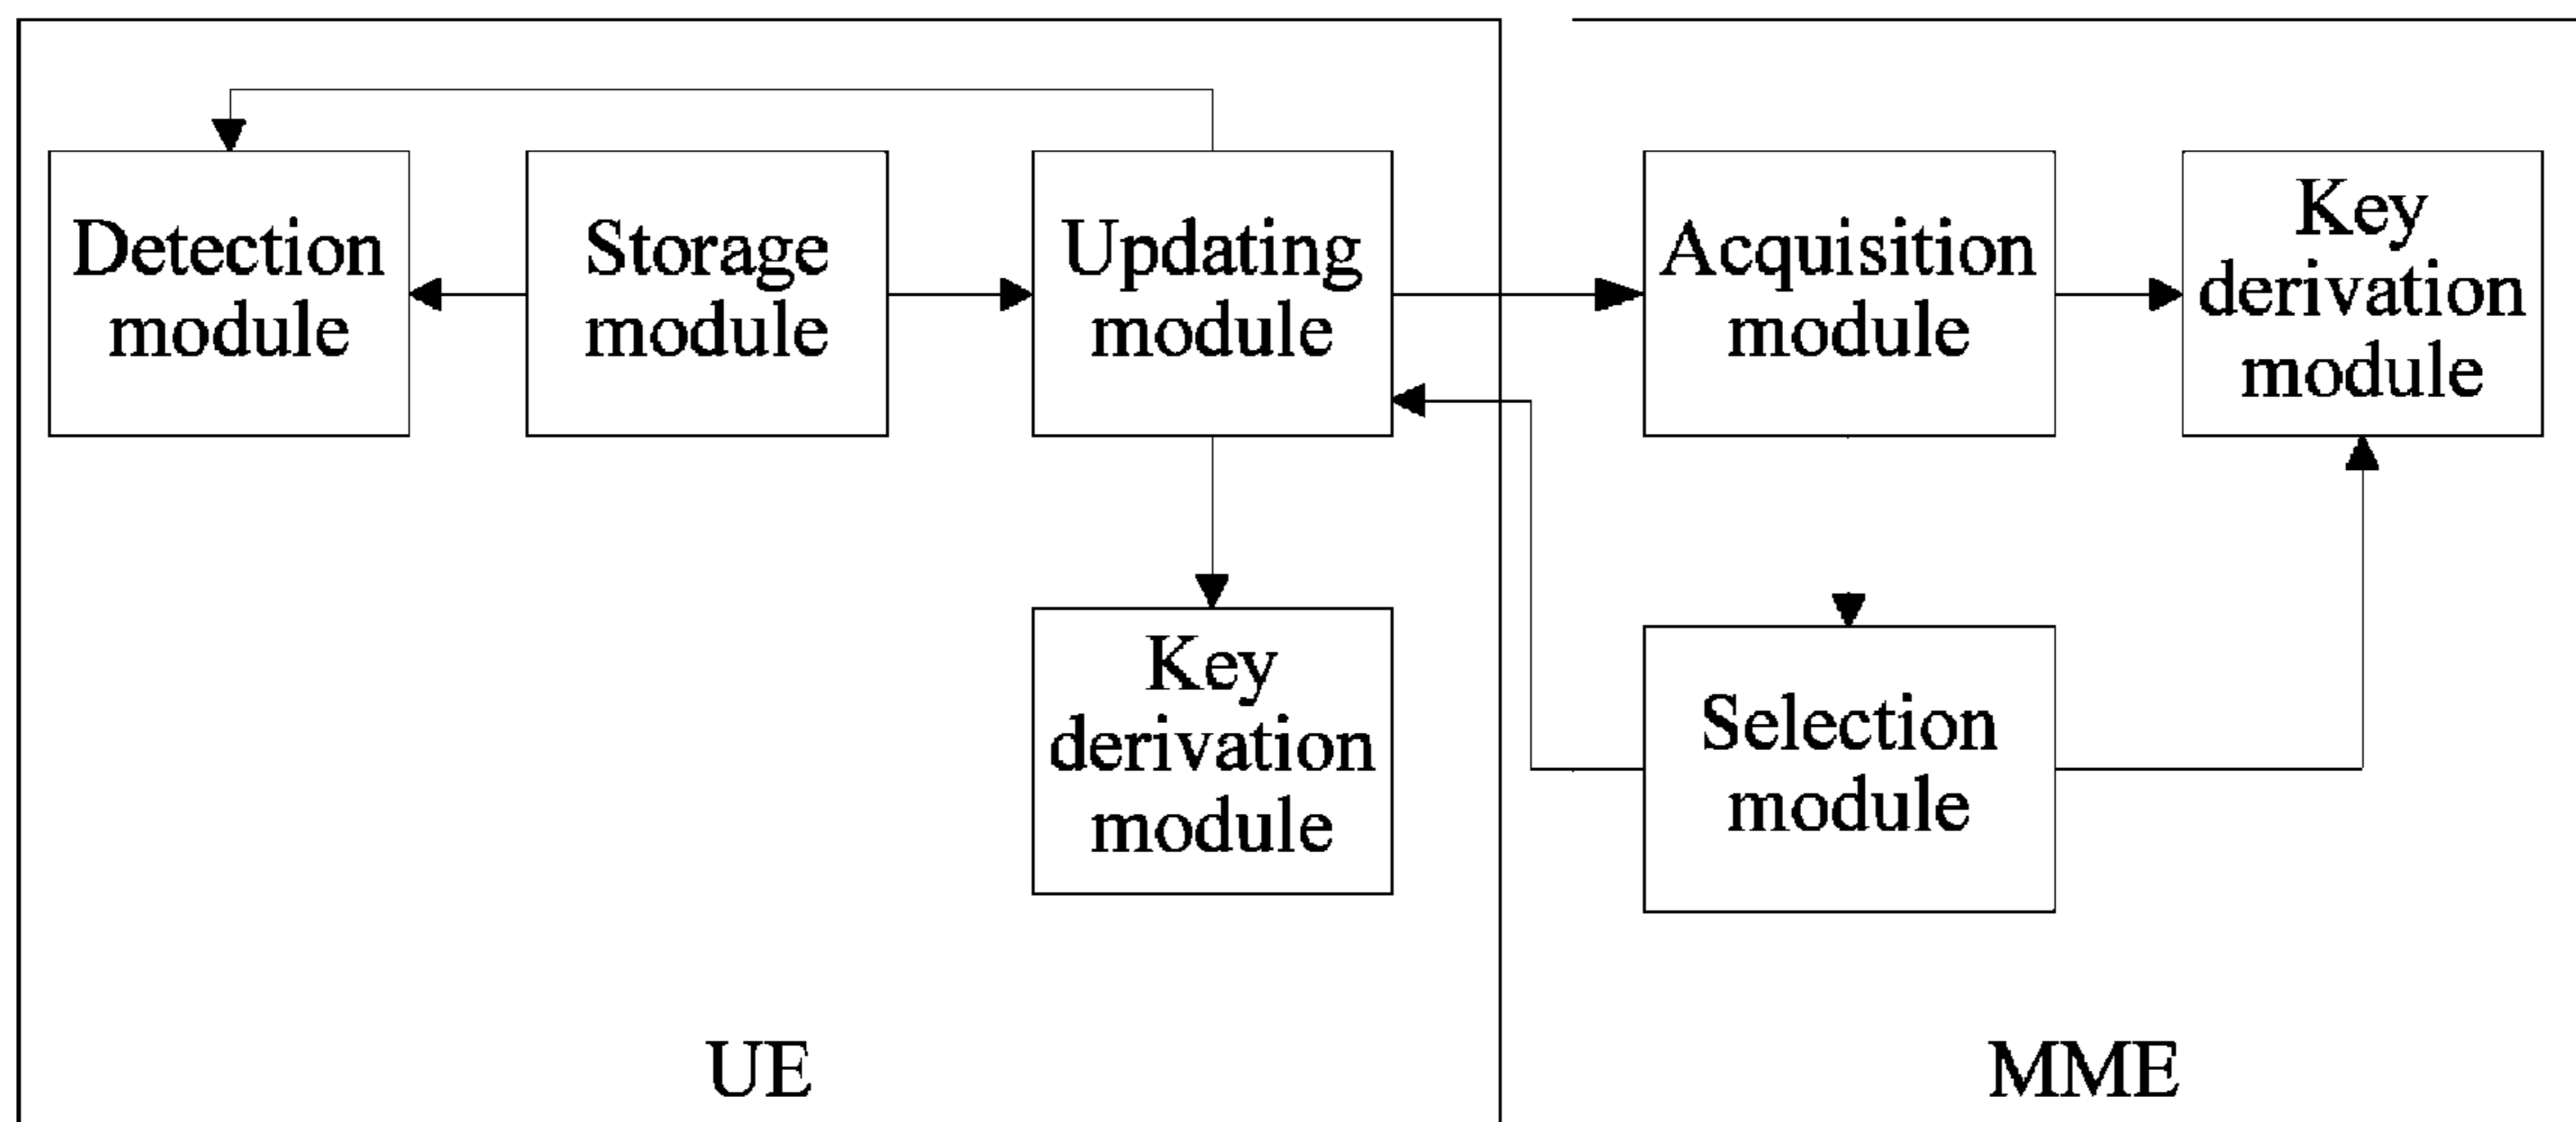 Detection
module
Storage
module
Updating
module
Key
derivation
module
UE
Acquisition
module
Key
derivation
module
Selection
module
MME